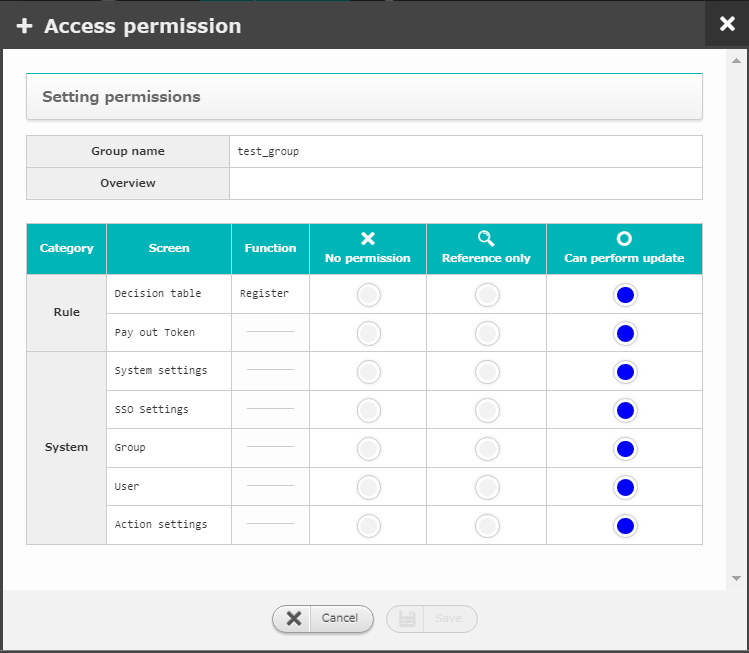 Access permission
Setting permissions
Group name test_group
Overview
Category Screen Function No permission Reference only Can perform update
Rule Decision table Register
Pay out Token
System System settings
SSO Settings
Group
User
Action settings
Cancel Save